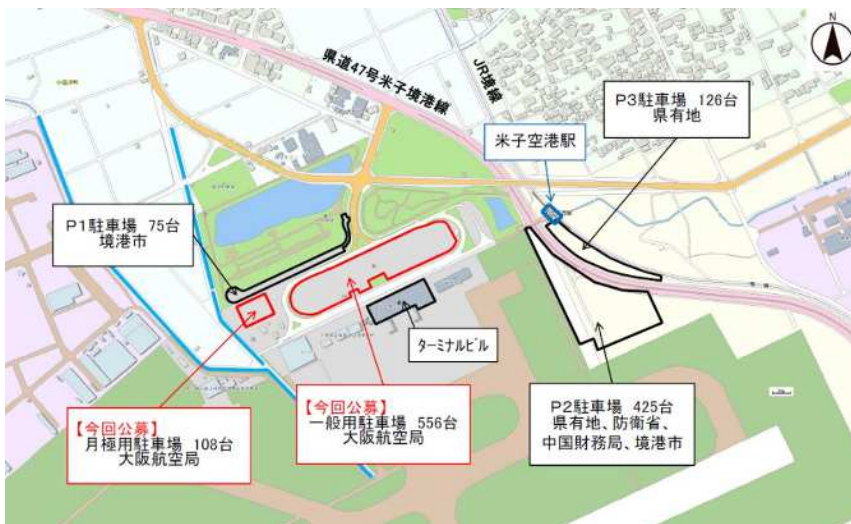 県道47号米子境港線
JR境線
N
P3駐車場 126台
県有地
米子空港駅
P1駐車場 75台
境港市
ターミナルビル
【今回公募】
月極用駐車場 108台
大阪航空局
【今回公募】
一般用駐車場 556台
大阪航空局
P2駐車場 425台
県有地、防衛省、
中国財務局、境港市